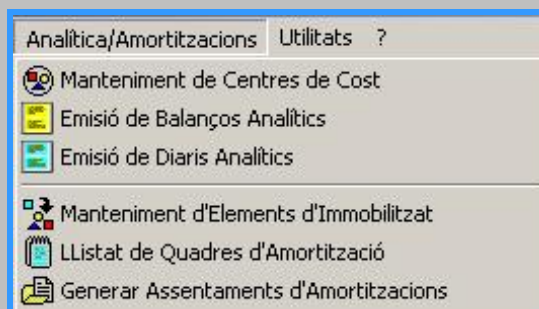 Analítica/Amortitzacions Utilitats ?
Manteniment de Centres de Cost
Emisió de Balanços Analítics
Emisió de Diaris Analítics
Manteniment d'Elements d'Immobilitzat
LListat de Quadres d'Amortització
Generar Assentaments d'Amortitzacions